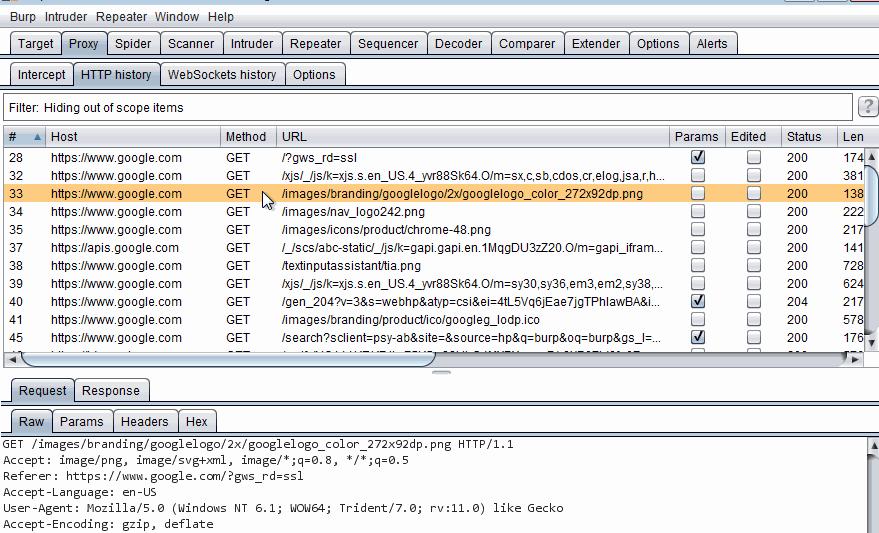 Burp Intruder Repeater Window Help
Target Proxy Spider Scanner Intruder Repeater Sequencer Decoder Comparer Extender Options Alerts
Intercept HTTP history WebSockets history Options
Filter: Hiding out of scope items ?
# Host Method URL Params Edited Status Len
28 https://www.google.com GET /?gws_rd=ssl 200 174
32 https://www.google.com GET /xjs/_/js/k=xjs.s.en_US.4_yvr88Sk64.O/m=sx,c,sb,cdos,cr,elog,jsa,r,h... 200 381
33 https://www.google.com GET /images/branding/googlelogo/2x/googlelogo_color_272x92dp.png 200 138
34 https://www.google.com GET /images/nav_logo242.png 200 222
35 https://www.google.com GET /images/icons/product/chrome-48.png 200 217
37 https://apis.google.com GET /_/scs/abc-static/_/js/k=gapi.gapi.en.1MqgDU3zZ20.O/m=gapi_ifram... 200 141
38 https://www.google.com GET /textinputassistant/tia.png 200 728
39 https://www.google.com GET /xjs/_/js/k=xjs.s.en_US.4_yvr88Sk64.O/m=sy30,sy36,em3,em2,sy38,... 200 624
40 https://www.google.com GET /gen_204?v=3&s=webhp&atyp=csi&ei=4tL5Vq6jEae7jgTPhIawBA&i... 204 217
41 https://www.google.com GET /images/branding/product/ico/googleg_lodp.ico 200 578
45 https://www.google.com GET /search?sclient=psy-ab&site=&source=hp&q=burp&oq=burp&gs_l=... 200 176
Request Response
Raw Params Headers Hex
GET /images/branding/googlelogo/2x/googlelogo_color_272x92dp.png HTTP/1.1
Accept: image/png, image/svg+xml, image/*;q=0.8, */*;q=0.5
Referer: https://www.google.com/?gws_rd=ssl
Accept-Language: en-US
User-Agent: Mozilla/5.0 (Windows NT 6.1; WOW64; Trident/7.0; rv:11.0) like Gecko
Accept-Encoding: gzip, deflate